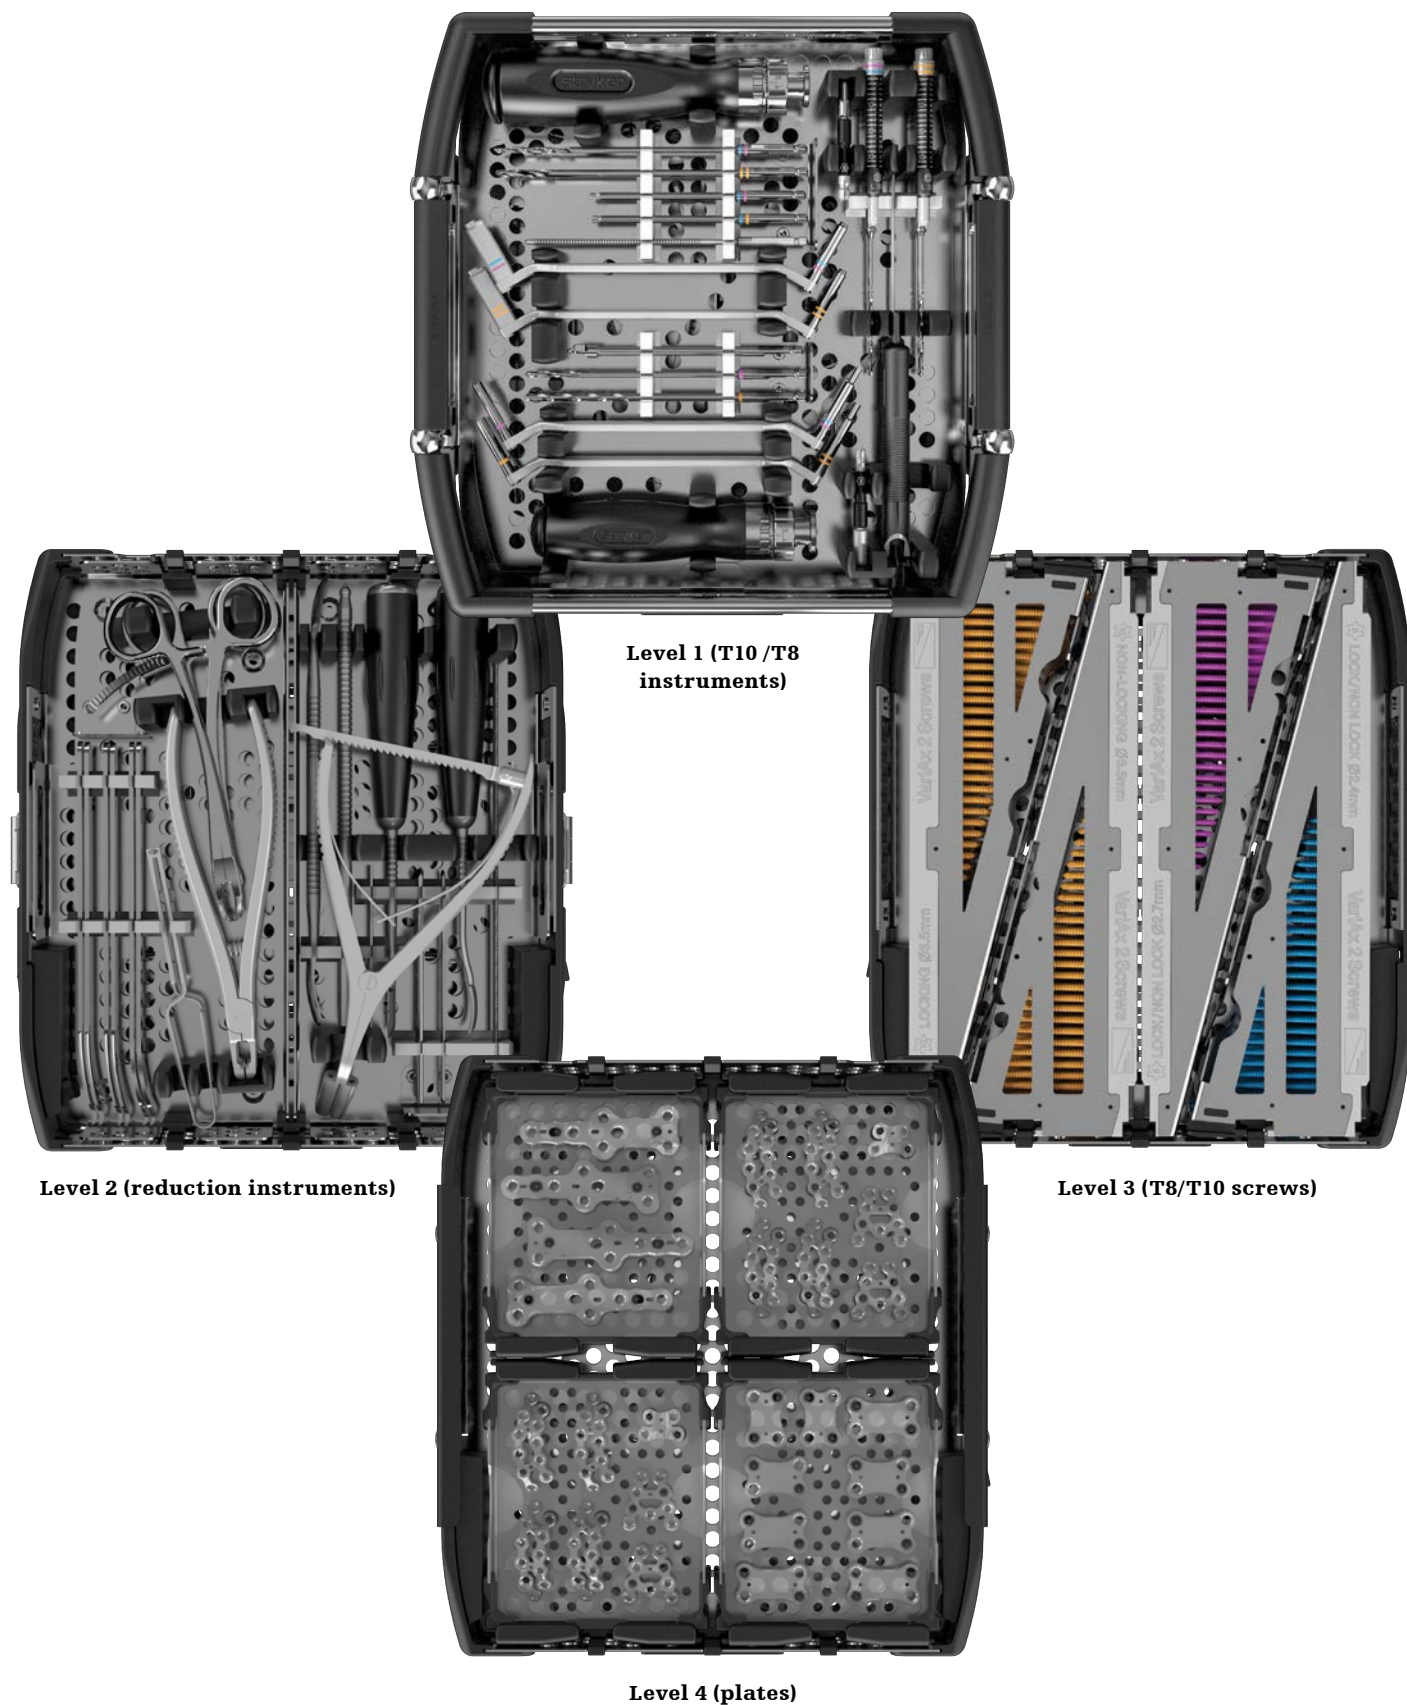 stryker
Level 1 (T10 /T8
instruments)
Level 2 (reduction instruments)
LOCKING Ø3.5mm
VariAx 2 Screws
NON-LOCKING Ø3.5mm
VariAx 2 Screws
VariAx 2 Screws
LOCK/NON LOCK Ø2.7mm
LOCK/NON LOCK Ø2.4mm
VariAx 2 Screws
Level 3 (T8/T10 screws)
Level 4 (plates)